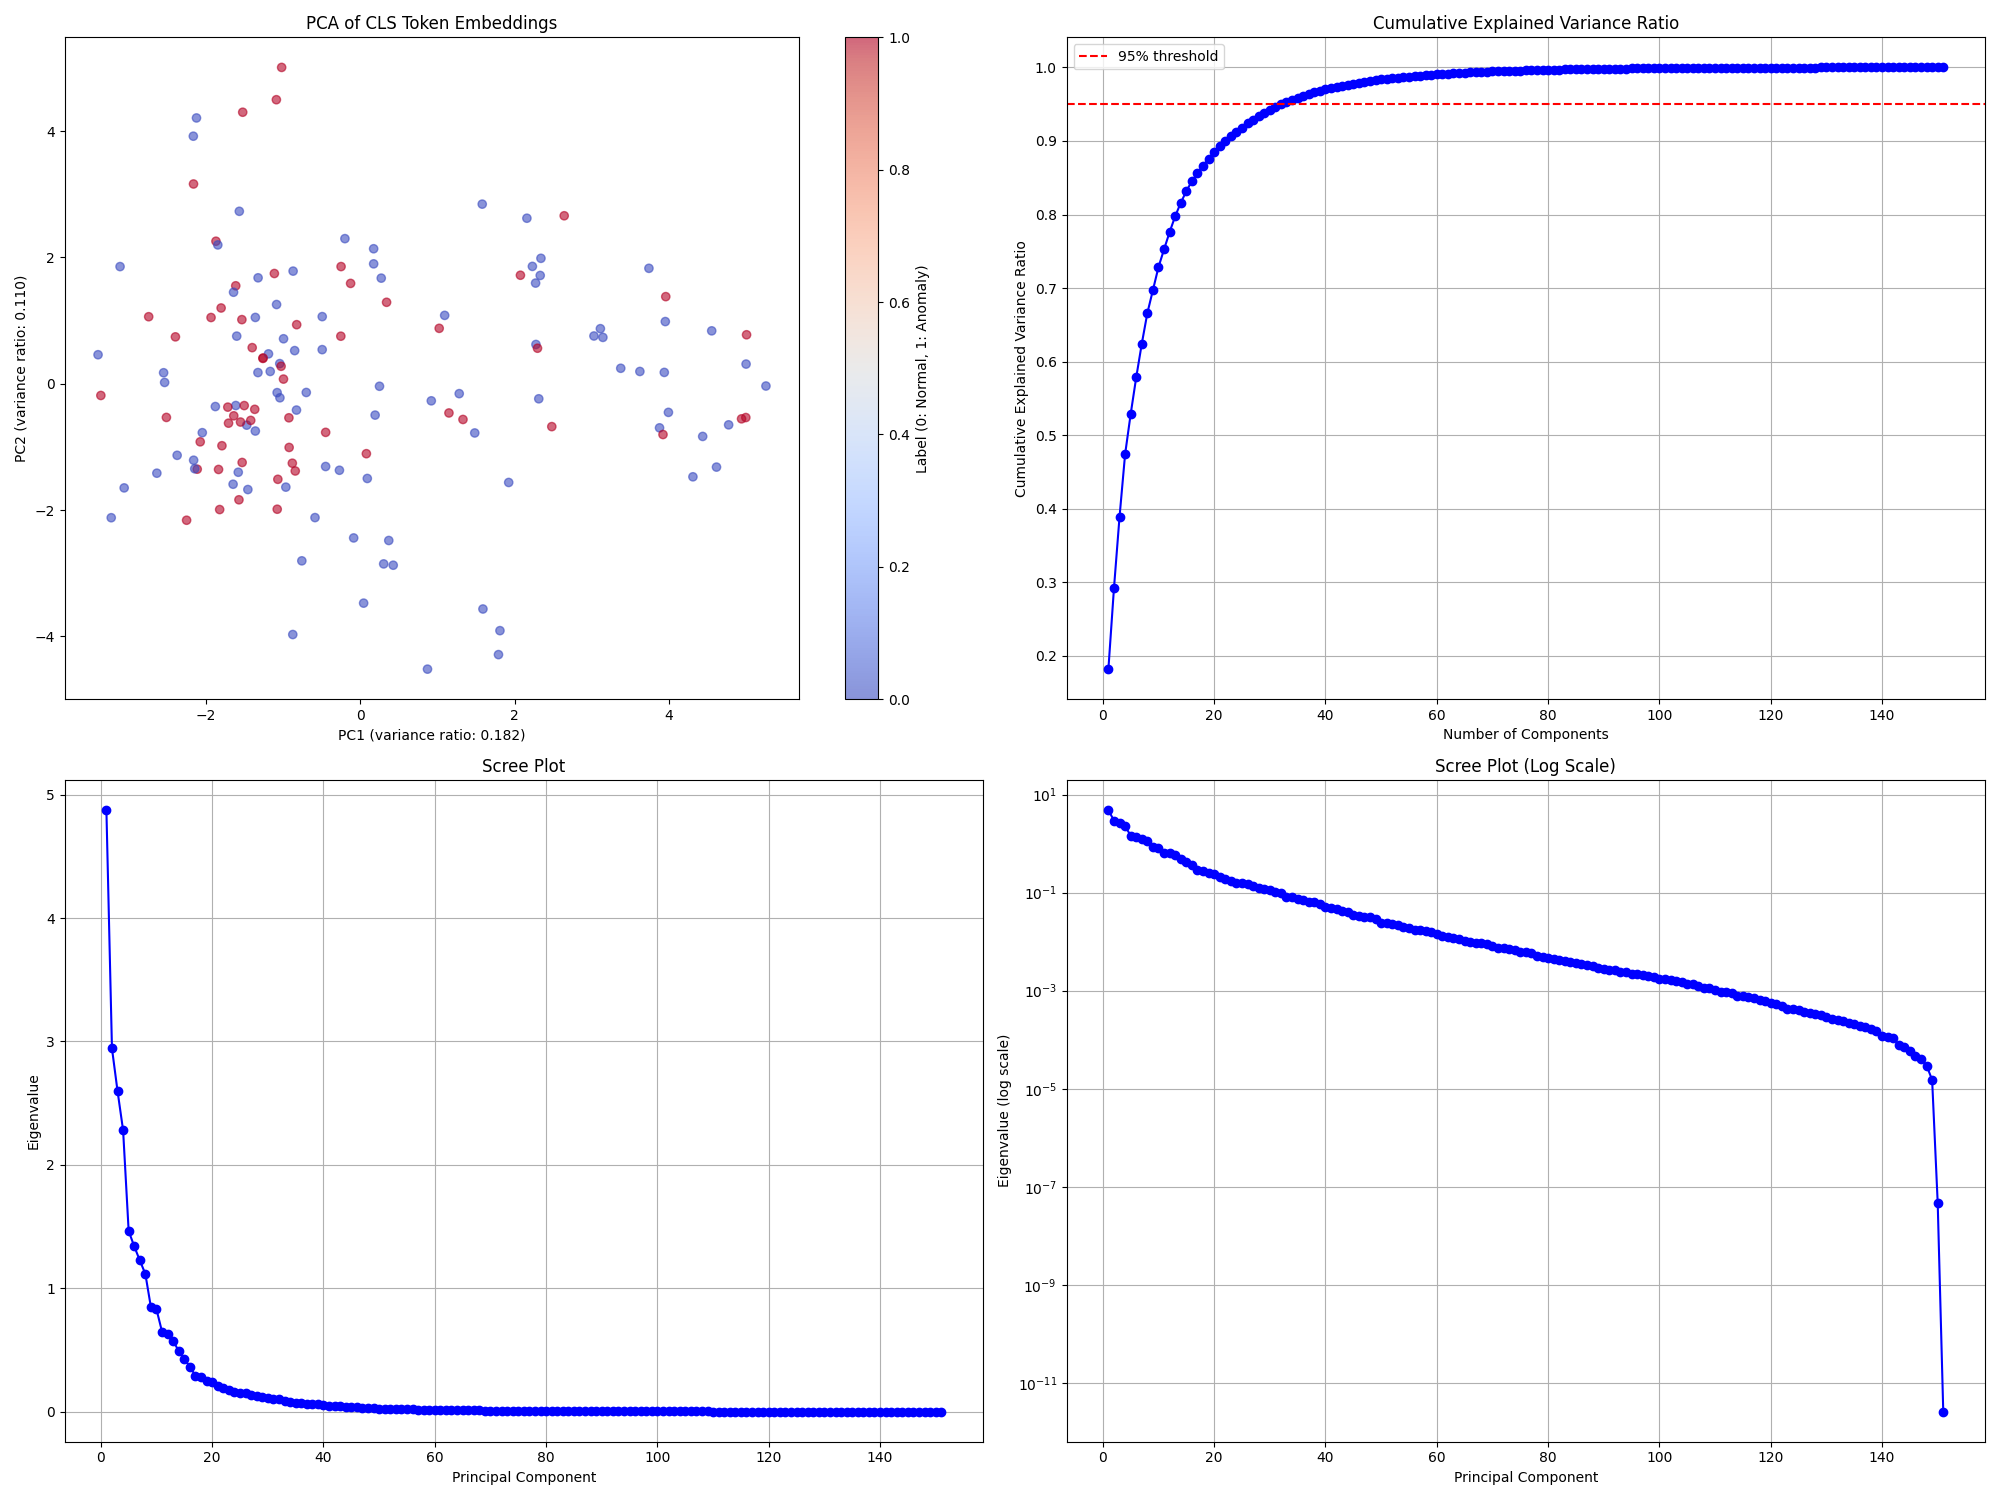 PCA of CLS Token Embeddings
4
2
0
−2
−4
PC2 (variance ratio: 0.110)
−2 0 2 4
PC1 (variance ratio: 0.182)
1.0
0.8
0.6
0.4
0.2
0.0
Label (0: Normal, 1: Anomaly)
Cumulative Explained Variance Ratio
95% threshold
1.0
0.9
0.8
0.7
0.6
0.5
0.4
0.3
0.2
Cumulative Explained Variance Ratio
0 20 40 60 80 100 120 140
Number of Components
Scree Plot
5
4
3
2
1
0
Eigenvalue
0 20 40 60 80 100 120 140
Principal Component
Scree Plot (Log Scale)
10¹
10⁻¹
10⁻³
10⁻⁵
10⁻⁷
10⁻⁹
10⁻¹¹
Eigenvalue (log scale)
0 20 40 60 80 100 120 140
Principal Component